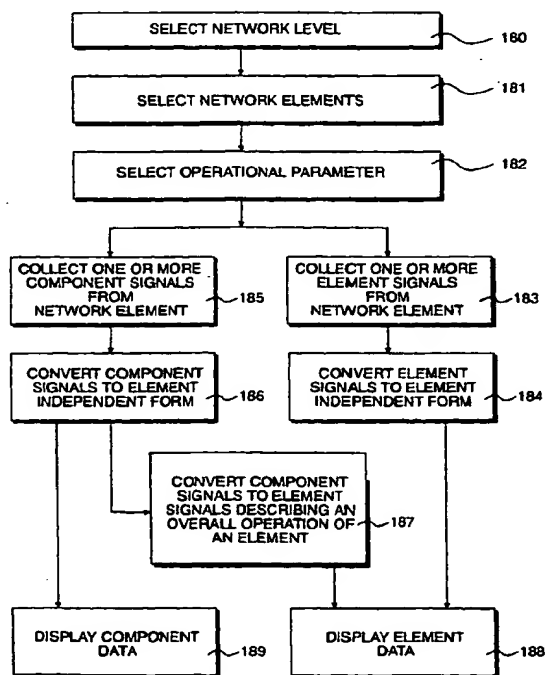 SELECT NETWORK LEVEL
180
SELECT NETWORK ELEMENTS
181
SELECT OPERATIONAL PARAMETER
182
COLLECT ONE OR MORE
COMPONENT SIGNALS
FROM
NETWORK ELEMENT
185
COLLECT ONE OR MORE
ELEMENT SIGNALS
FROM
NETWORK ELEMENT
183
CONVERT COMPONENT
SIGNALS TO ELEMENT
INDEPENDENT FORM
186
CONVERT ELEMENT
SIGNALS TO ELEMENT
INDEPENDENT FORM
184
CONVERT COMPONENT
SIGNALS TO ELEMENT
SIGNALS DESCRIBING AN
OVERALL OPERATION OF
AN ELEMENT
187
DISPLAY COMPONENT
DATA
189
DISPLAY ELEMENT
DATA
188